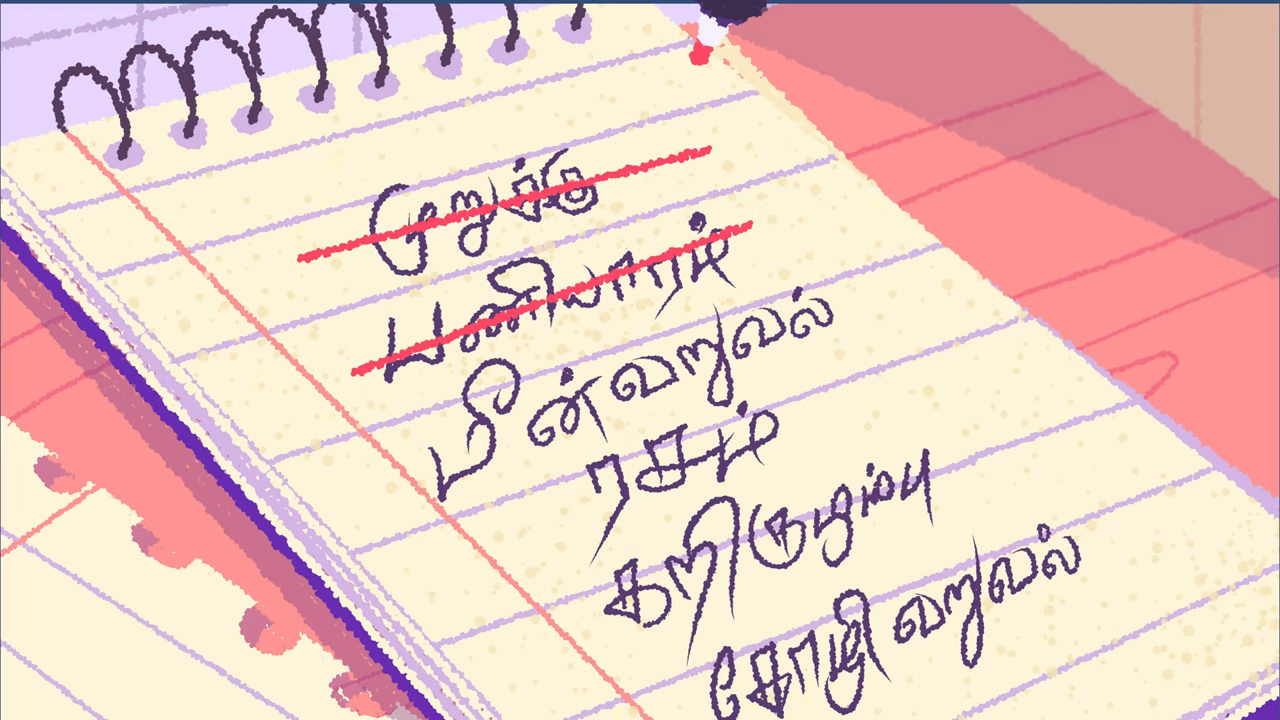 முறுக்கு
பணியாரம்
மீன் வறுவல்
ரசம்
கறி குழம்பு
கோழி வறுவல்